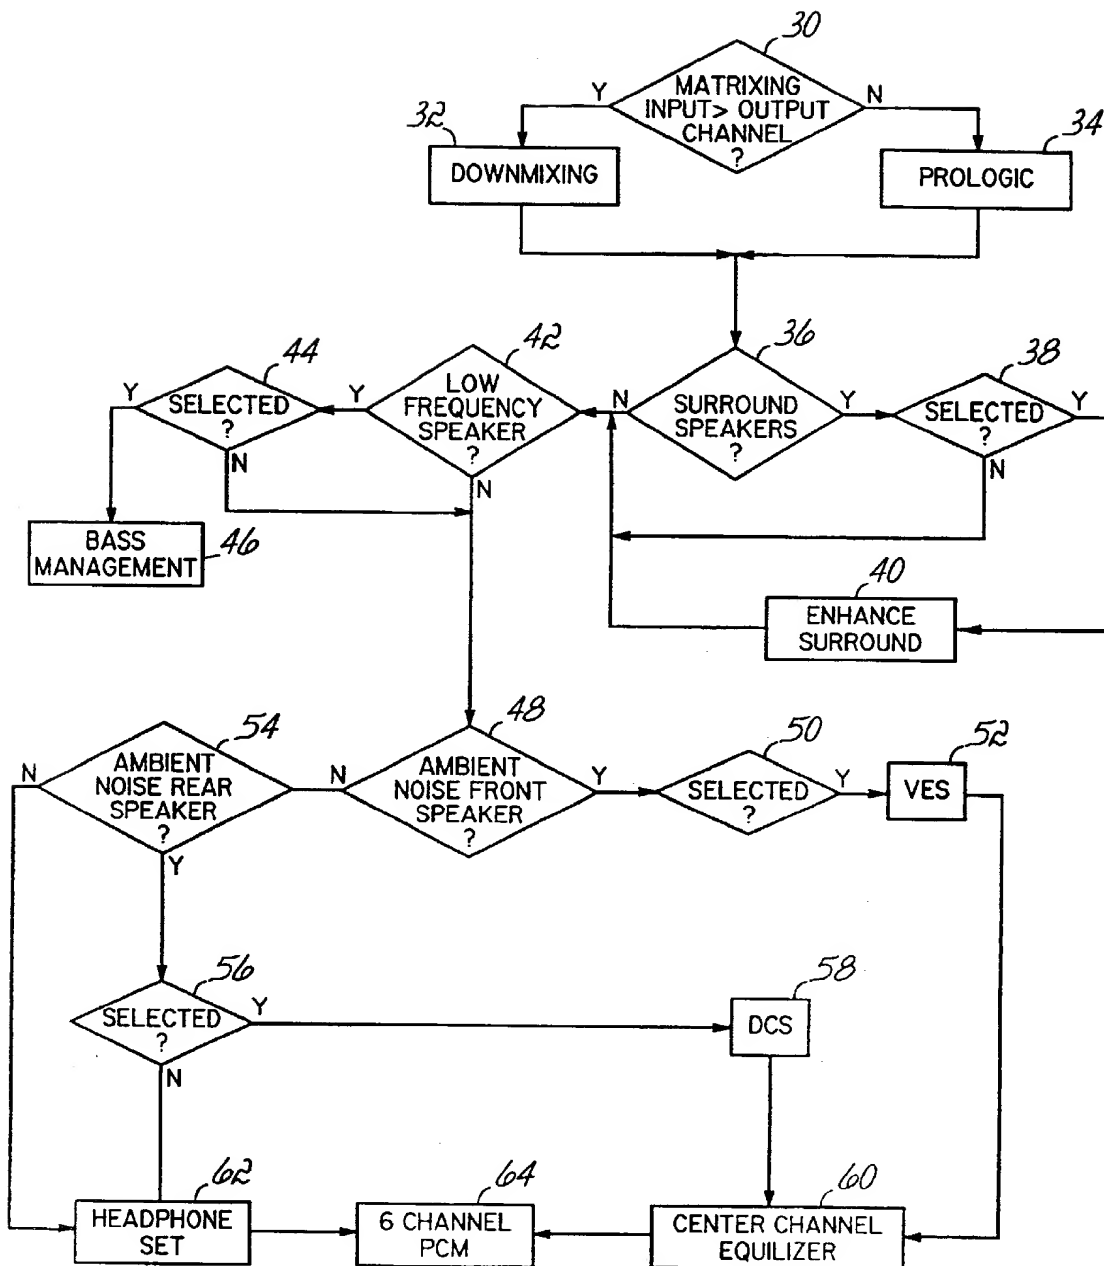 30
MATRIXING
INPUT> OUTPUT
CHANNEL
?
Y
N
32
DOWNMIXING
34
PROLOGIC
36
SURROUND
SPEAKERS
?
N
Y
38
SELECTED
?
Y
N
42
LOW
FREQUENCY
SPEAKER
?
Y
N
44
SELECTED
?
Y
N
BASS
MANAGEMENT
46
40
ENHANCE
SURROUND
48
AMBIENT
NOISE FRONT
SPEAKER
?
N
Y
50
SELECTED
?
Y
52
VES
54
AMBIENT
NOISE REAR
SPEAKER
?
N
Y
56
SELECTED
?
Y
N
58
DCS
62
HEADPHONE
SET
64
6 CHANNEL
PCM
60
CENTER CHANNEL
EQUILIZER